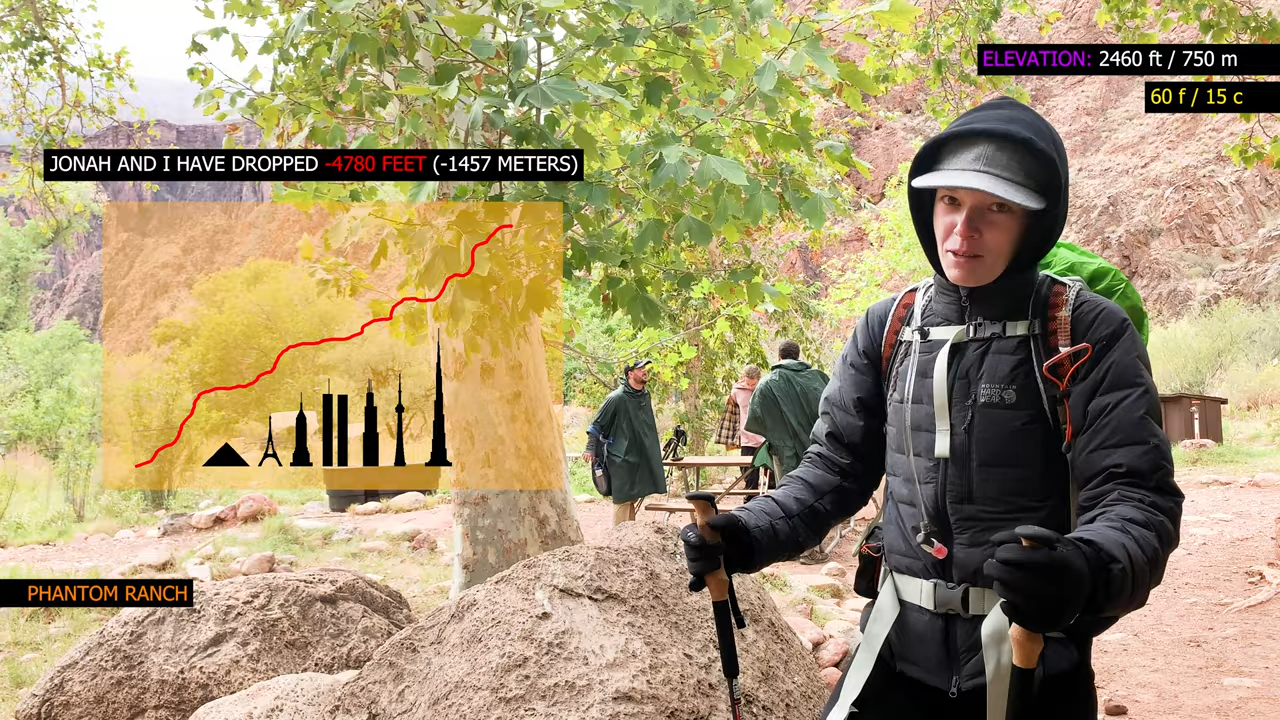 ELEVATION: 2460 ft / 750 m
60 f / 15 c
JONAH AND I HAVE DROPPED -4780 FEET (-1457 METERS)
MOUNTAIN
HARD
WEAR
PHANTOM RANCH